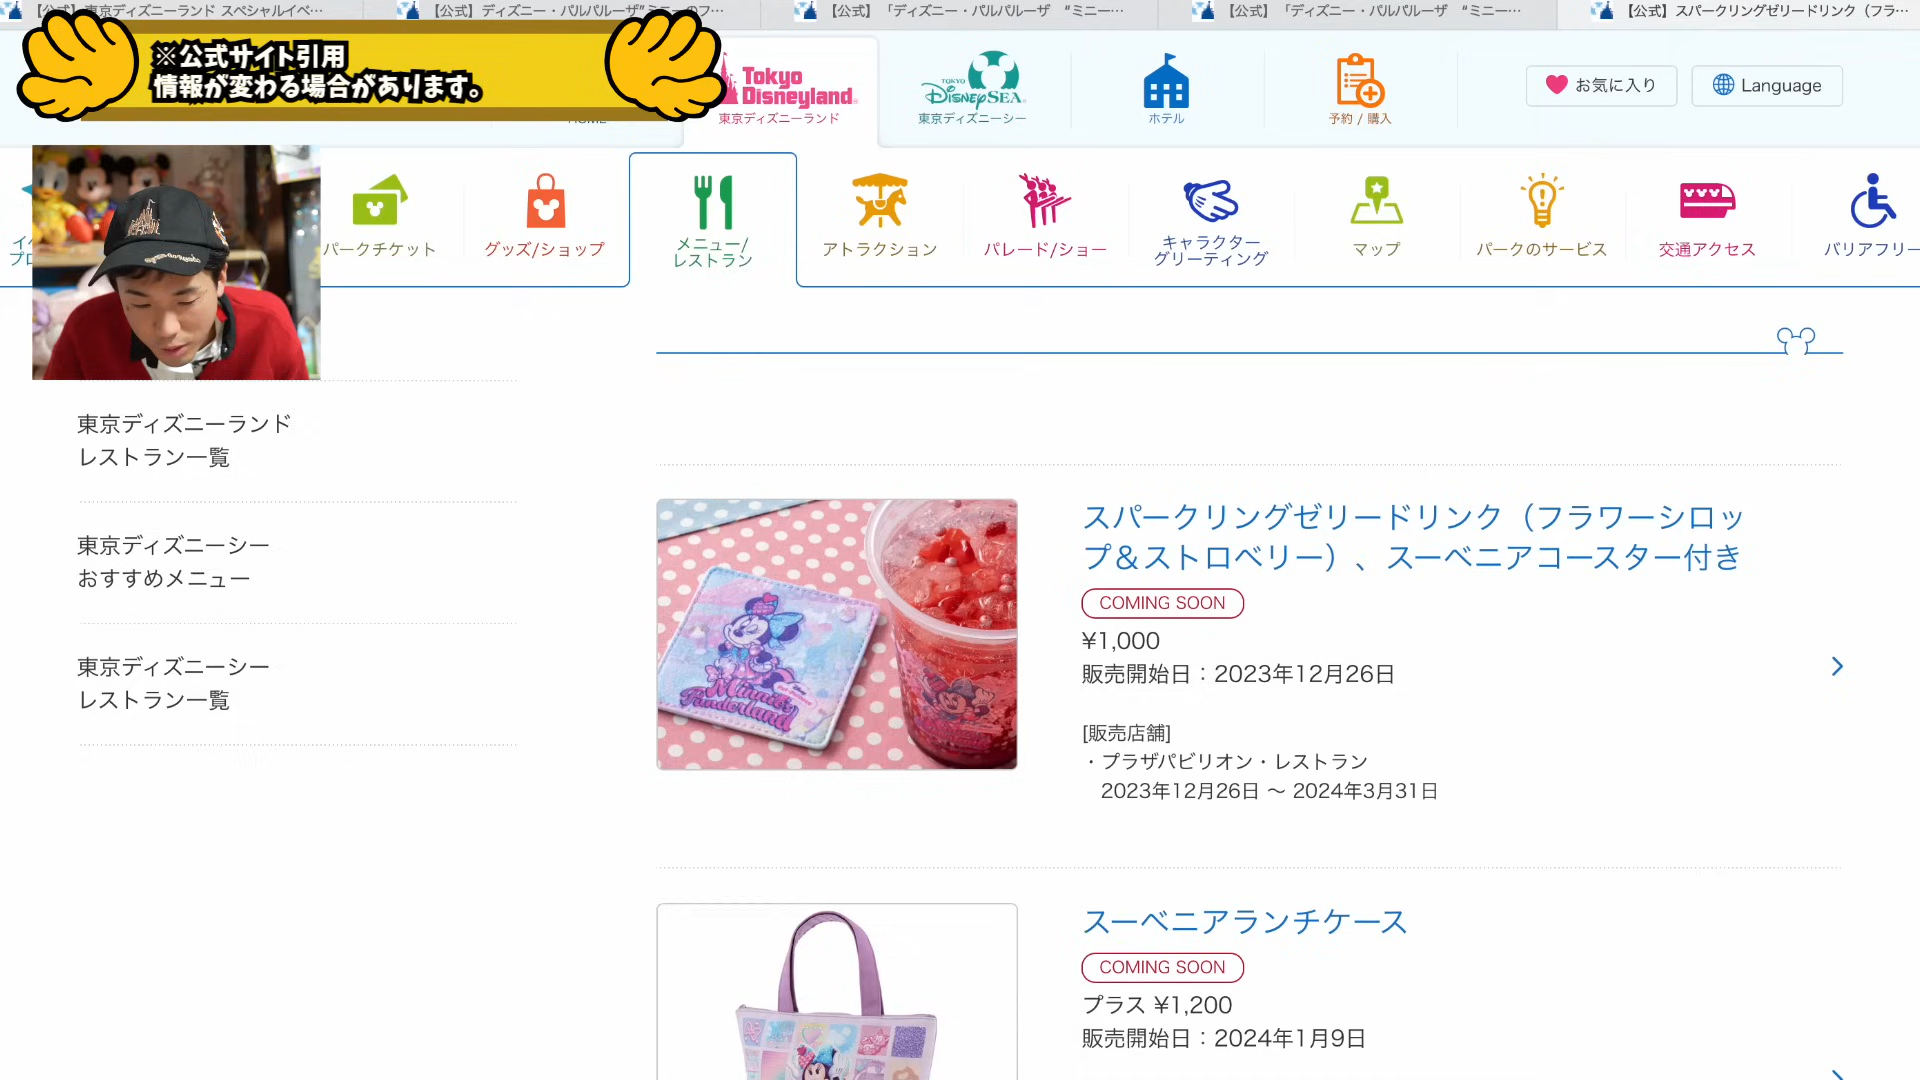 【公式】東京ディズニーランド スペシャルイベ…
【公式】ディズニー・パルパルーザ"ミニーのフ…
【公式】「ディズニー・パルパルーザ "ミニー…
【公式】「ディズニー・パルパルーザ "ミニー…
【公式】スパークリングゼリードリンク（フラ…
※公式サイト引用
情報が変わる場合があります。
HOME
Tokyo
Disneyland
東京ディズニーランド
TOKYO
DISNEY SEA
東京ディズニーシー
ホテル
予約 / 購入
お気に入り
Language
イベ
プロ
パークチケット
グッズ/ショップ
メニュー/
レストラン
アトラクション
パレード/ショー
キャラクター
グリーティング
マップ
パークのサービス
交通アクセス
バリアフリー
東京ディズニーランド
レストラン一覧
東京ディズニーシー
おすすめメニュー
東京ディズニーシー
レストラン一覧
スパークリングゼリードリンク（フラワーシロッ
プ＆ストロベリー）、スーベニアコースター付き
COMING SOON
¥1,000
販売開始日：2023年12月26日
[販売店舗]
・プラザパビリオン・レストラン
2023年12月26日 ～ 2024年3月31日
Minnie's
Funderland
スーベニアランチケース
COMING SOON
プラス ¥1,200
販売開始日：2024年1月9日